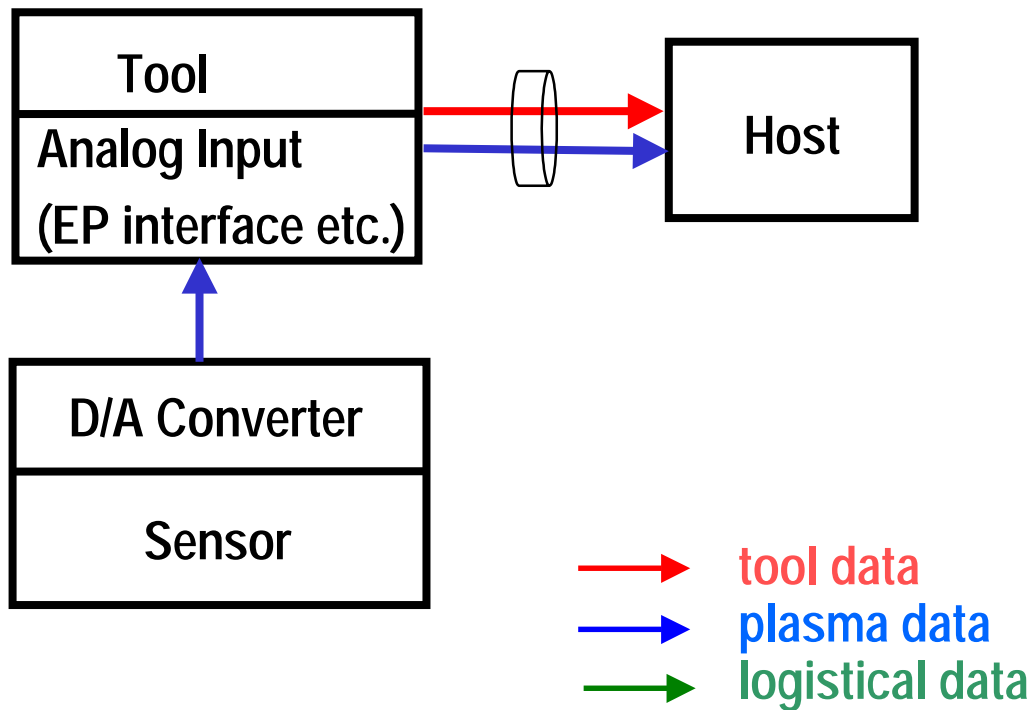 Tool
Analog Input
(EP interface etc.)
Host
D/A Converter
Sensor
tool data
plasma data
logistical data